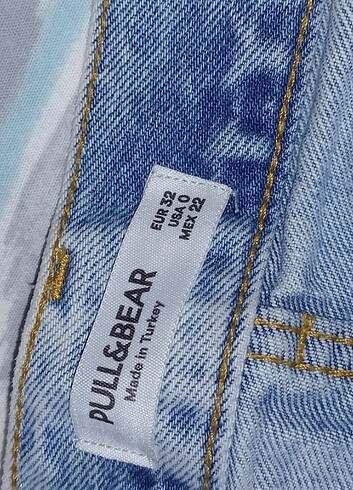 PULL&BEAR
Made in Turkey
EUR 32
USA 0
MEX 22